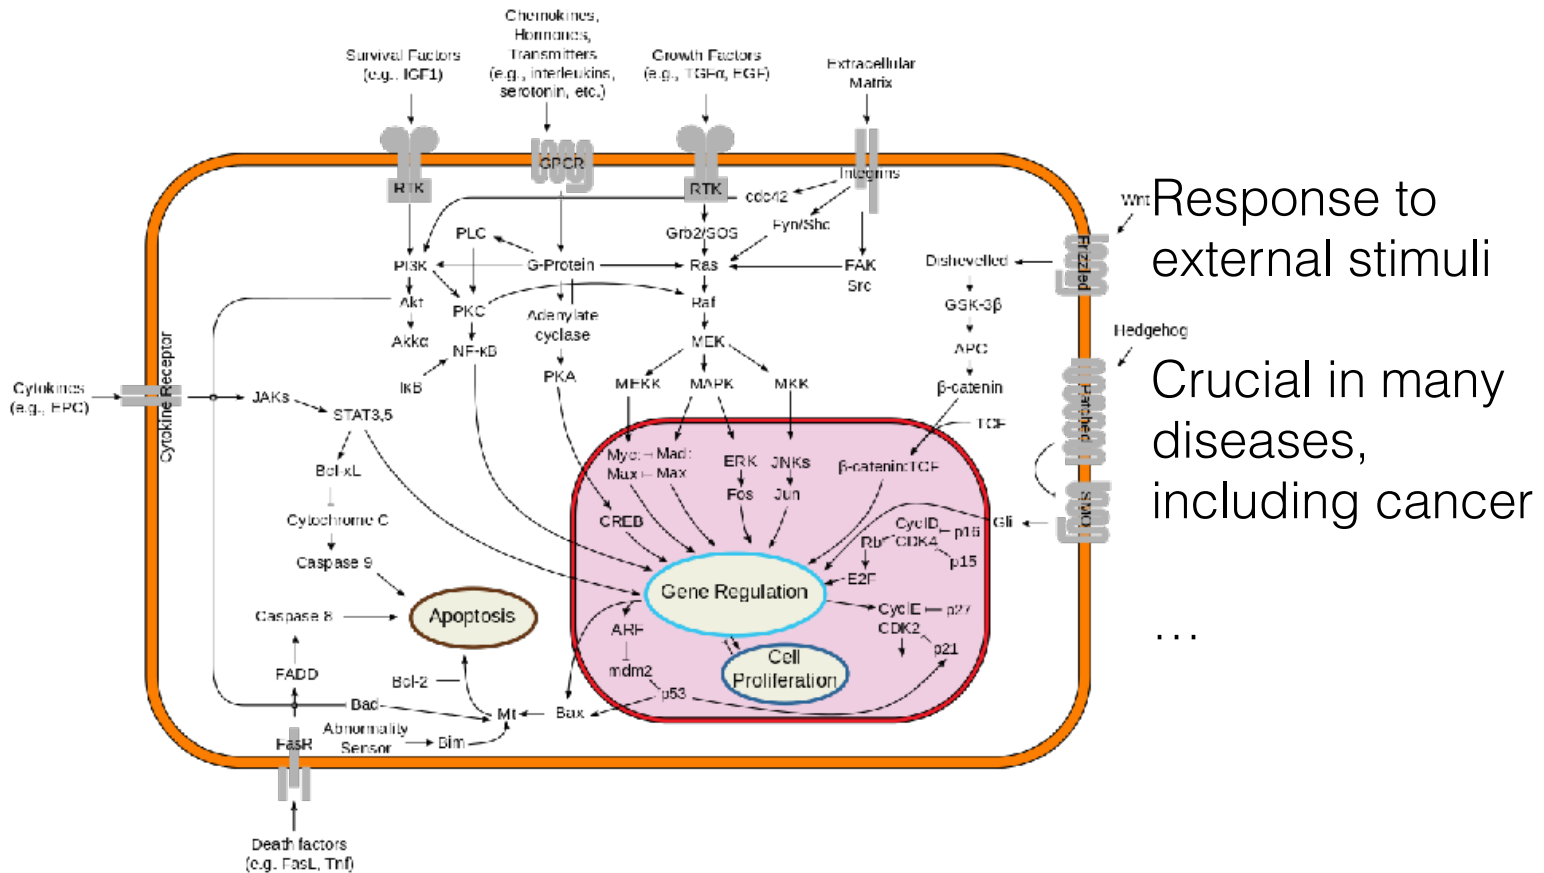 Chemokines,
Hormones,
Transmitters
(e.g., interleukins,
serotonin, etc.)
Survival Factors
(e.g., IGF1)
Growth Factors
(e.g., TGFα, EGF)
Extracellular
Matrix
RTK
GPCR
RTK
Integrins
cdc42
Fyn/Shc
Grb2/SOS
PLC
PI3K
G-Protein
Ras
FAK
Src
Dishevelled
Wnt
Frizzled
Akt
PKC
Adenylate
cyclase
Raf
GSK-3β
Akkα
NF-κB
MEK
APC
Hedgehog
IκB
PKA
MEKK
MAPK
MKK
β-catenin
TCF
Patched
Cytokines
(e.g., EPC)
Cytokine Receptor
JAKs
STAT3,5
Myc:
Mad:
Max
Max
ERK
JNKs
β-catenin:TCF
Bcl-xL
Fos
Jun
Cytochrome C
CREB
CyclD
CDK4
p16
Rb
p15
Gli
SMO
Caspase 9
E2F
Gene Regulation
Caspase 8
Apoptosis
ARF
CyclE
p27
CDK2
p21
Cell
Proliferation
mdm2
FADD
Bcl-2
p53
Bad
Mt
Bax
Abnormality
Sensor
Bim
FasR
Death factors
(e.g. FasL, Tnf)
Response to
external stimuli
Crucial in many
diseases,
including cancer
...